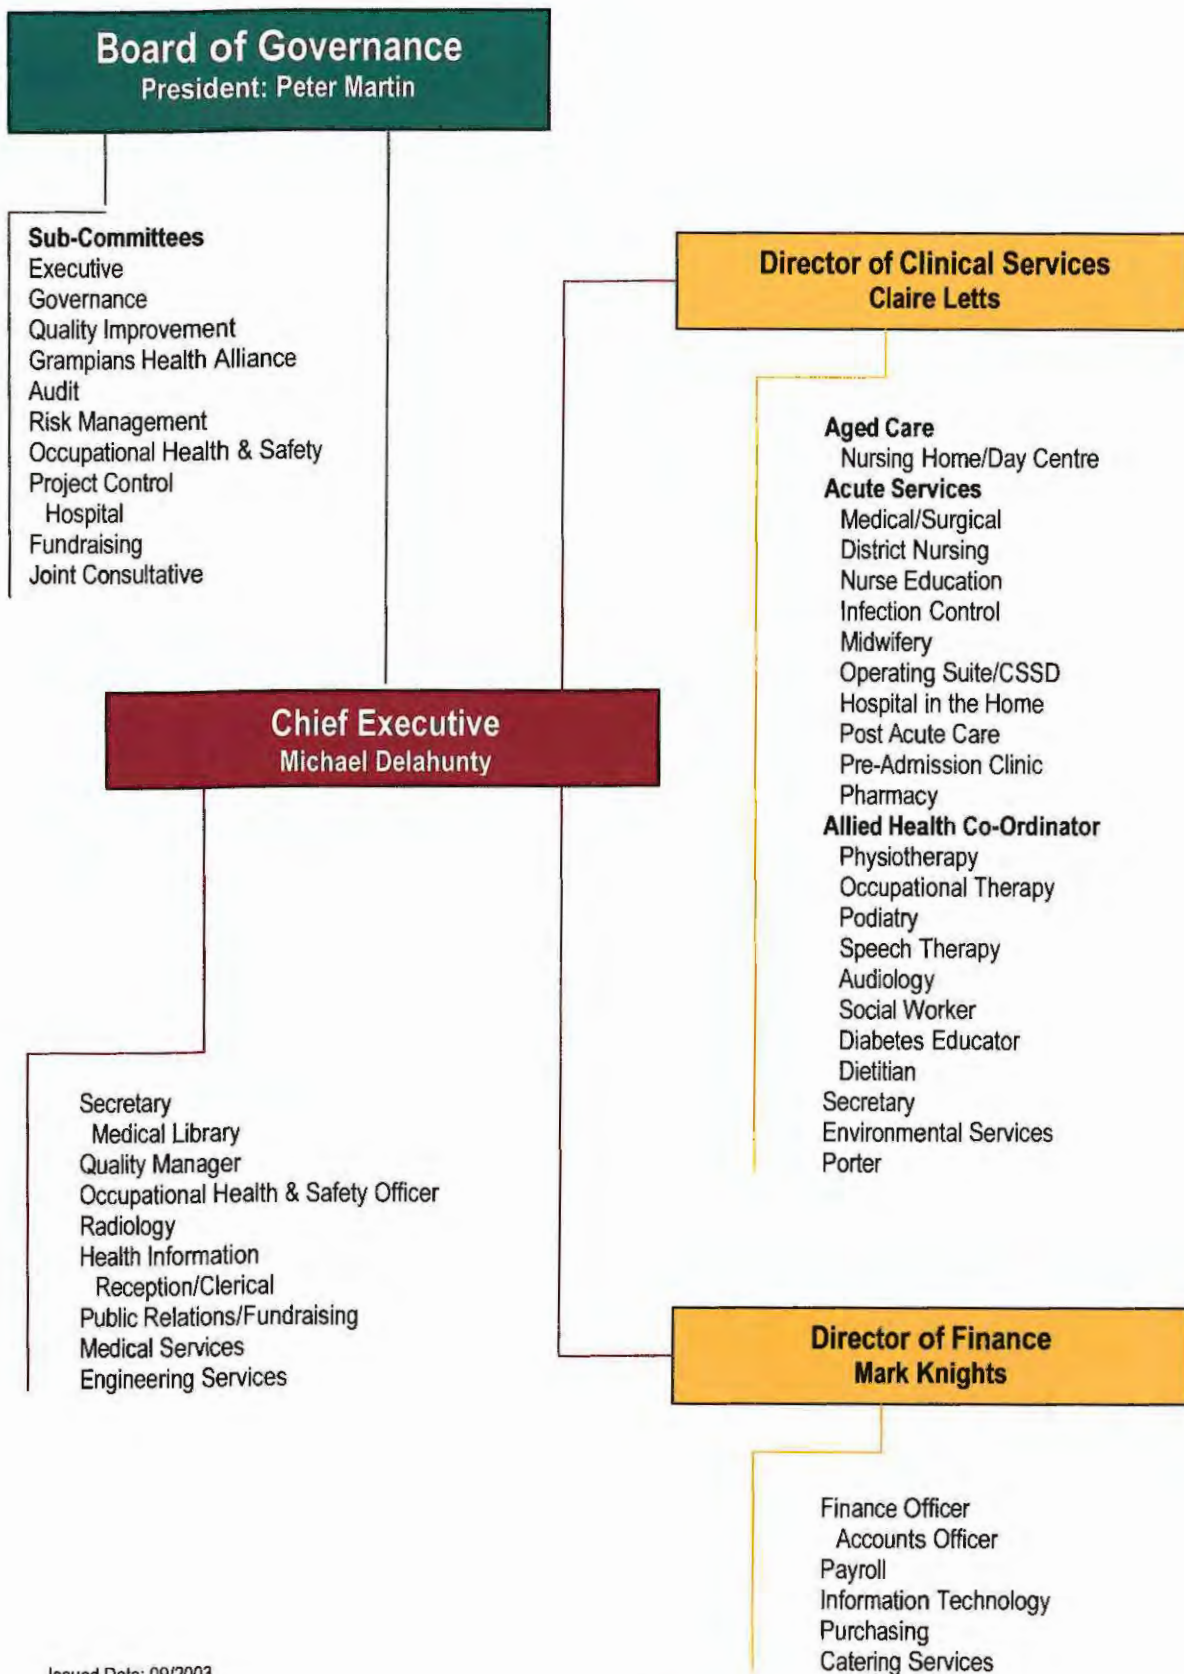 Board of Governance
President: Peter Martin
Sub-Committees
Executive
Governance
Quality Improvement
Grampians Health Alliance
Audit
Risk Management
Occupational Health & Safety
Project Control
Hospital
Fundraising
Joint Consultative
Director of Clinical Services
Claire Letts
Aged Care
Nursing Home/Day Centre
Acute Services
Medical/Surgical
District Nursing
Nurse Education
Infection Control
Midwifery
Operating Suite/CSSD
Hospital in the Home
Post Acute Care
Pre-Admission Clinic
Pharmacy
Allied Health Co-Ordinator
Physiotherapy
Occupational Therapy
Podiatry
Speech Therapy
Audiology
Social Worker
Diabetes Educator
Dietitian
Secretary
Environmental Services
Porter
Chief Executive
Michael Delahunty
Secretary
Medical Library
Quality Manager
Occupational Health & Safety Officer
Radiology
Health Information
Reception/Clerical
Public Relations/Fundraising
Medical Services
Engineering Services
Director of Finance
Mark Knights
Finance Officer
Accounts Officer
Payroll
Information Technology
Purchasing
Catering Services
Issued Date: 09/2003